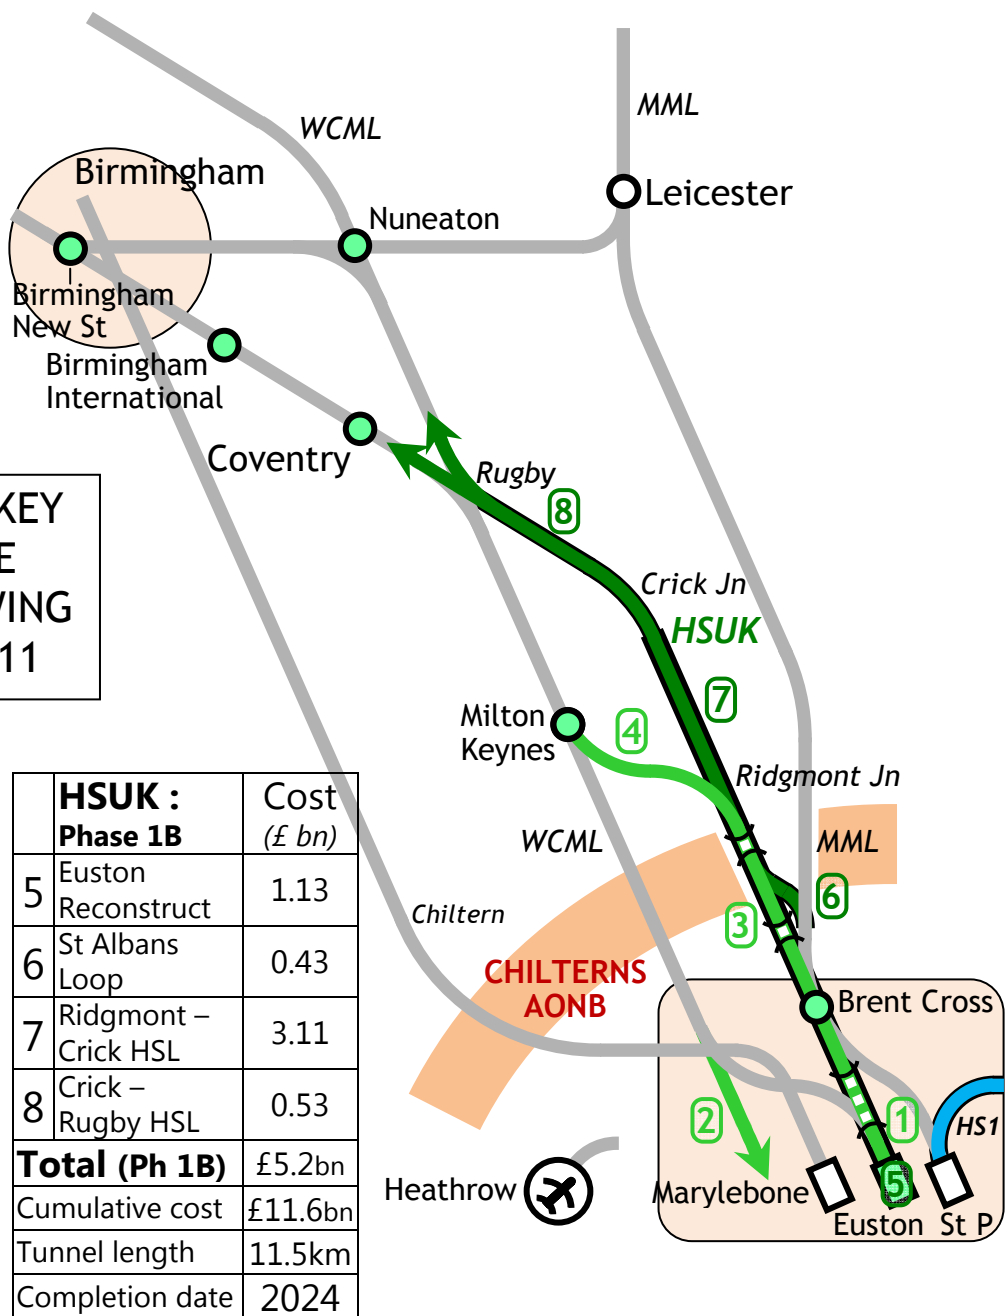 WCML
MML
Birmingham
Leicester
Nuneaton
Birmingham
New St
Birmingham
International
Coventry
Rugby
8
KEY
E
VING
11
Crick Jn
HSUK
7
Milton
Keynes
4
Ridgmont Jn
WCML
MML
6
3
Chiltern
CHILTERNS
AONB
Brent Cross
2
1
HS1
Heathrow
Marylebone
5
Euston
St P
HSUK : Cost
Phase 1B (£ bn)
5 Euston
Reconstruct 1.13
6 St Albans
Loop 0.43
7 Ridgmont –
Crick HSL 3.11
8 Crick –
Rugby HSL 0.53
Total (Ph 1B) £5.2bn
Cumulative cost £11.6bn
Tunnel length 11.5km
Completion date 2024